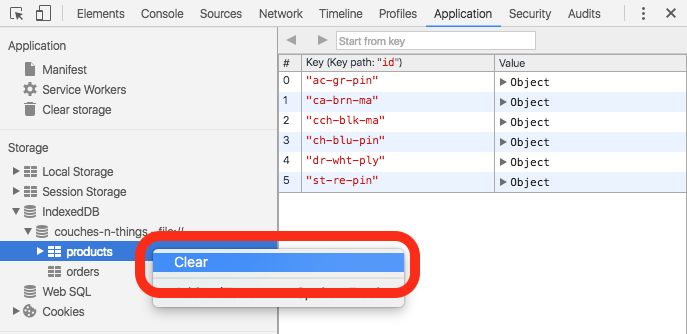 Elements Console Sources Network Timeline Profiles Application Security Audits
Application
Manifest
Service Workers
Clear storage
Storage
Local Storage
Session Storage
IndexedDB
couches-n-things - file://
products
orders
Web SQL
Cookies
Start from key
# Key (Key path: "id") Value
0 "ac-gr-pin" Object
1 "ca-brn-ma" Object
2 "cch-blk-ma" Object
3 "ch-blu-pin" Object
4 "dr-wht-ply" Object
5 "st-re-pin" Object
Clear